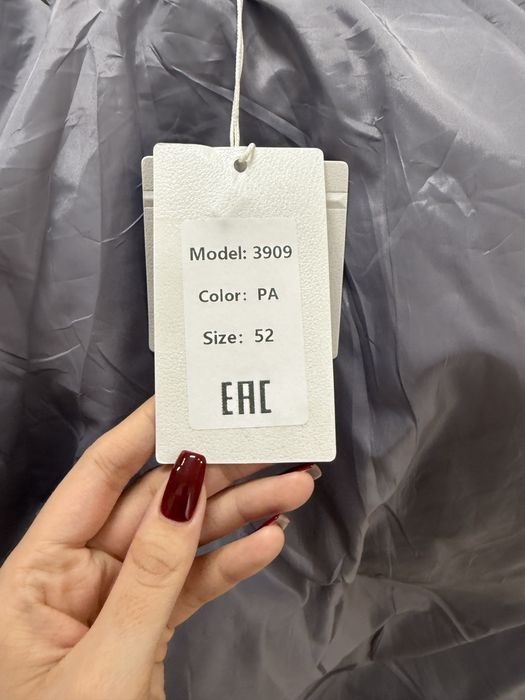 Model: 3909
Color: PA
Size: 52
EAC